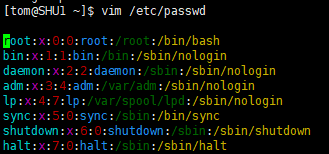 [tom@SHU1 ~]$ vim /etc/passwd
root:x:0:0:root:/root:/bin/bash
bin:x:1:1:bin:/bin:/sbin/nologin
daemon:x:2:2:daemon:/sbin:/sbin/nologin
adm:x:3:4:adm:/var/adm:/sbin/nologin
lp:x:4:7:lp:/var/spool/lpd:/sbin/nologin
sync:x:5:0:sync:/sbin:/bin/sync
shutdown:x:6:0:shutdown:/sbin:/sbin/shutdown
halt:x:7:0:halt:/sbin:/sbin/halt